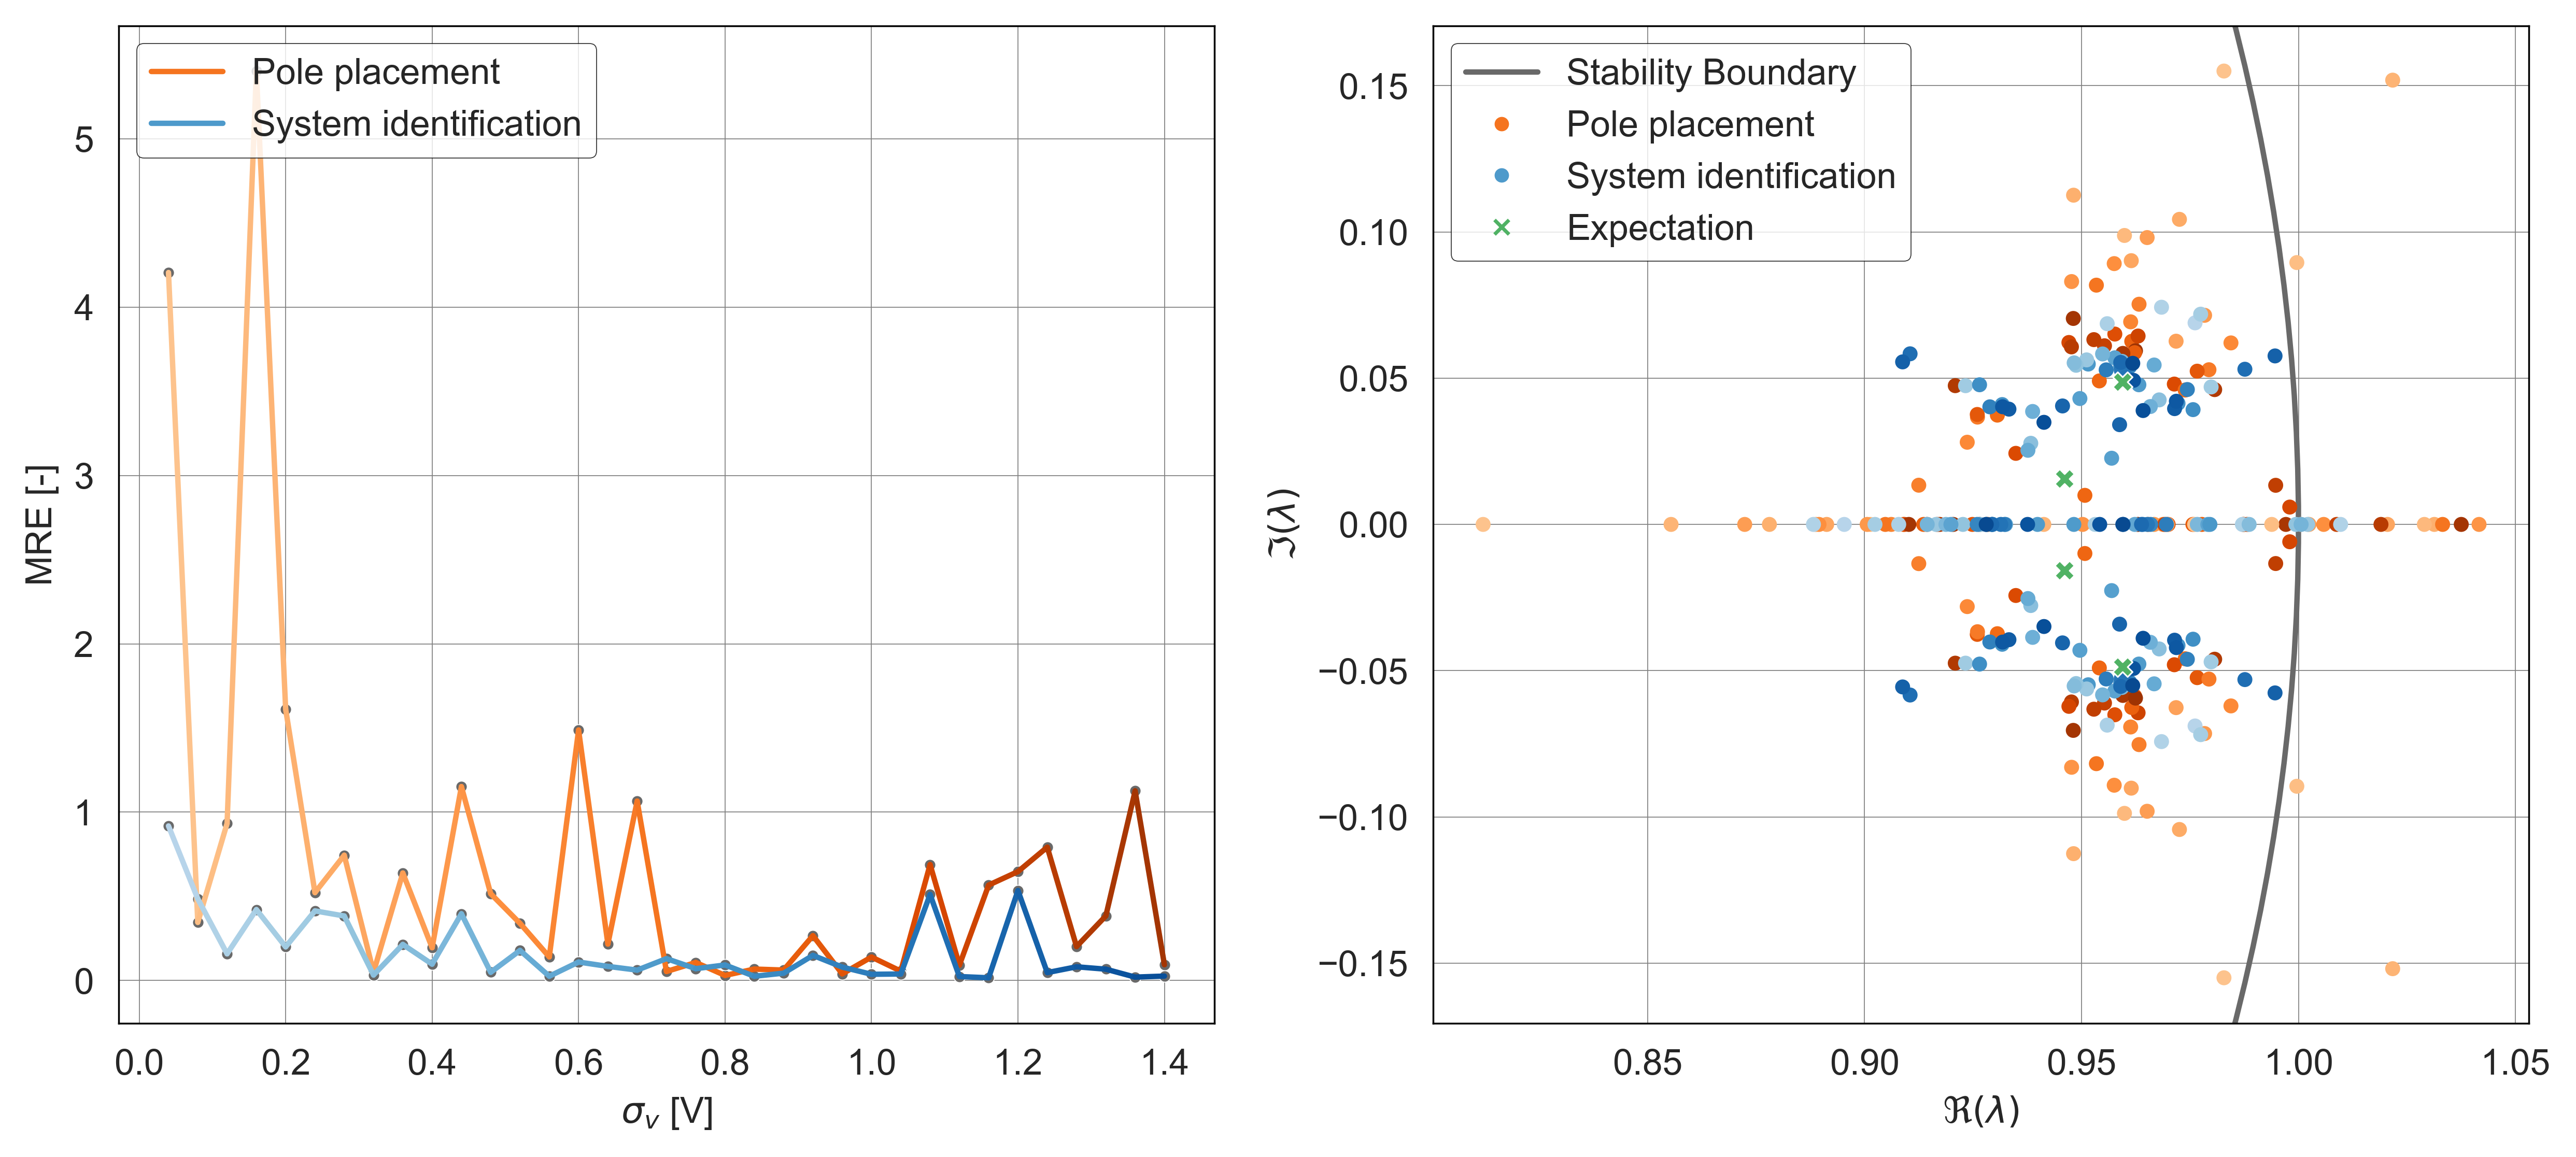 Pole placement
System identification
5
4
3
2
1
0
MRE [-]
0.0 0.2 0.4 0.6 0.8 1.0 1.2 1.4
σv [V]
Stability Boundary
Pole placement
System identification
Expectation
0.15
0.10
0.05
0.00
−0.05
−0.10
−0.15
ℑ(λ)
0.85 0.90 0.95 1.00 1.05
ℜ(λ)